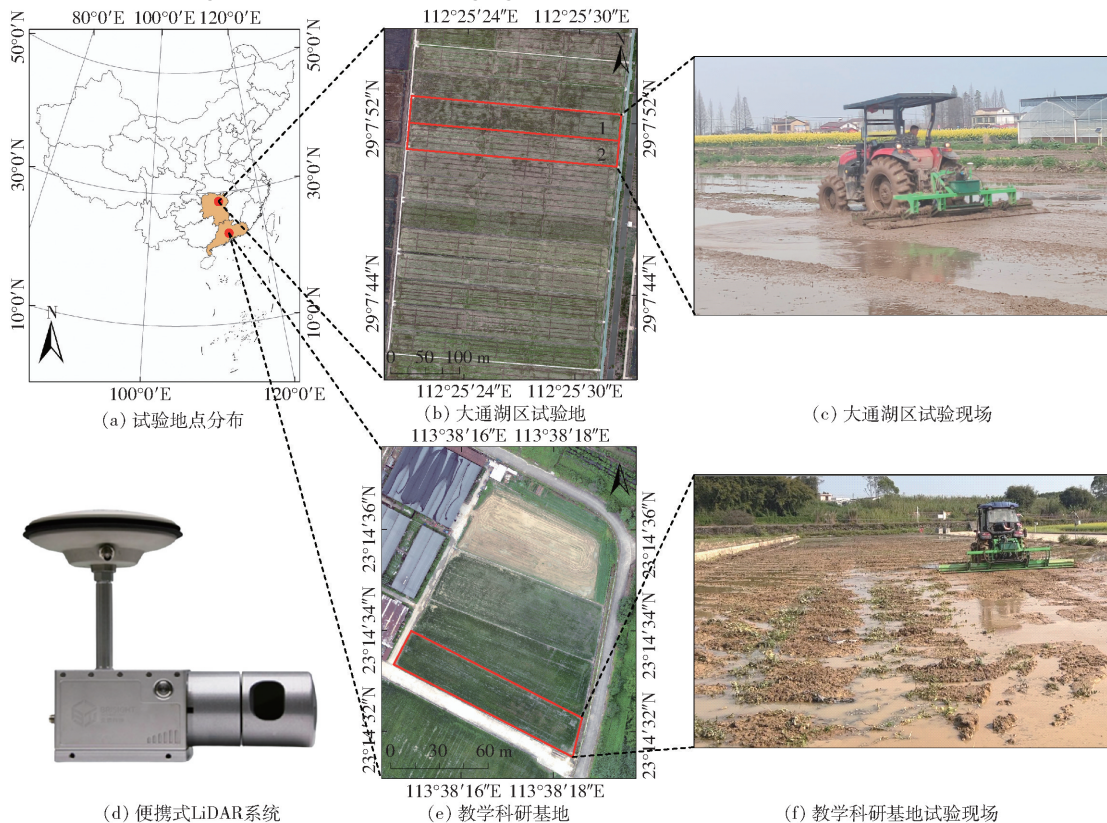 80°0′E 100°0′E 120°0′E
50°0′N
50°0′N
30°0′N
30°0′N
10°0′N
10°0′N
N
100°0′E
120°0′E
(a) 试验地点分布
112°25′24″E 112°25′30″E
29°7′52″N
29°7′52″N
1
2
29°7′44″N
29°7′44″N
0 50 100 m
112°25′24″E 112°25′30″E
(b) 大通湖区试验地
(c) 大通湖区试验现场
(d) 便携式LiDAR系统
113°38′16″E 113°38′18″E
23°14′36″N
23°14′36″N
23°14′34″N
23°14′34″N
23°14′32″N
23°14′32″N
0 30 60 m
113°38′16″E 113°38′18″E
(e) 教学科研基地
(f) 教学科研基地试验现场